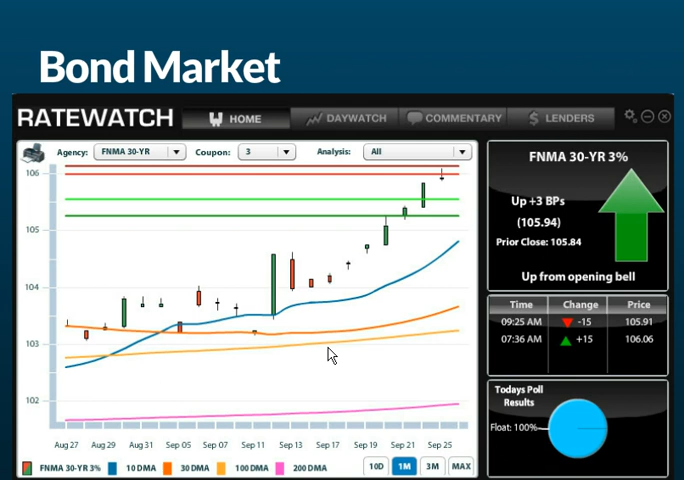 Bond Market
RATEWATCH HOME DAYWATCH COMMENTARY $ LENDERS
Agency: FNMA 30-YR Coupon: 3 Analysis: All
106
105
104
103
102
Aug 27 Aug 29 Aug 31 Sep 05 Sep 07 Sep 11 Sep 13 Sep 17 Sep 19 Sep 21 Sep 25
FNMA 30-YR 3% 10 DMA 30 DMA 100 DMA 200 DMA 10D 1M 3M MAX
FNMA 30-YR 3%
Up +3 BPs
(105.94)
Prior Close: 105.84
Up from opening bell
Time Change Price
09:25 AM -15 105.91
07:36 AM +15 106.06
Todays Poll
Results
Float: 100%